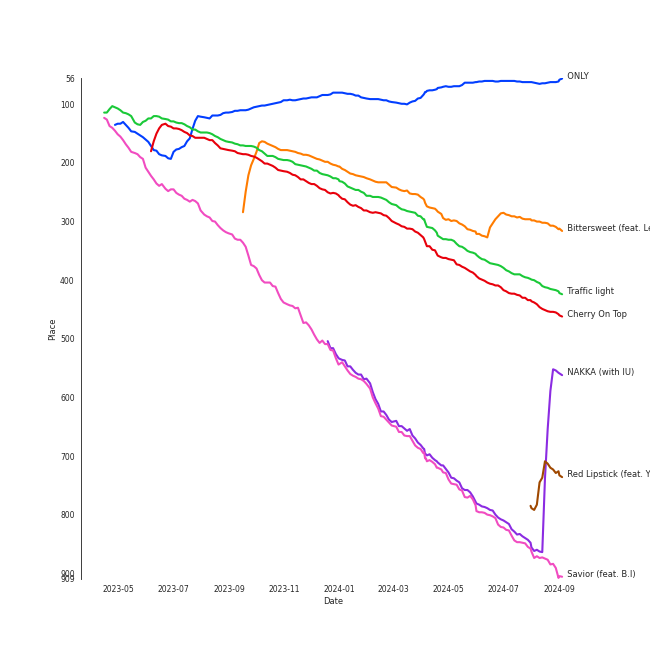 56
100
200
300
400
500
600
700
800
900
909
Place
ONLY
Bittersweet (feat. Le
Traffic light
Cherry On Top
NAKKA (with IU)
Red Lipstick (feat. Y
Savior (feat. B.I)
2023-05 2023-07 2023-09 2023-11 2024-01 2024-03 2024-05 2024-07 2024-09
Date